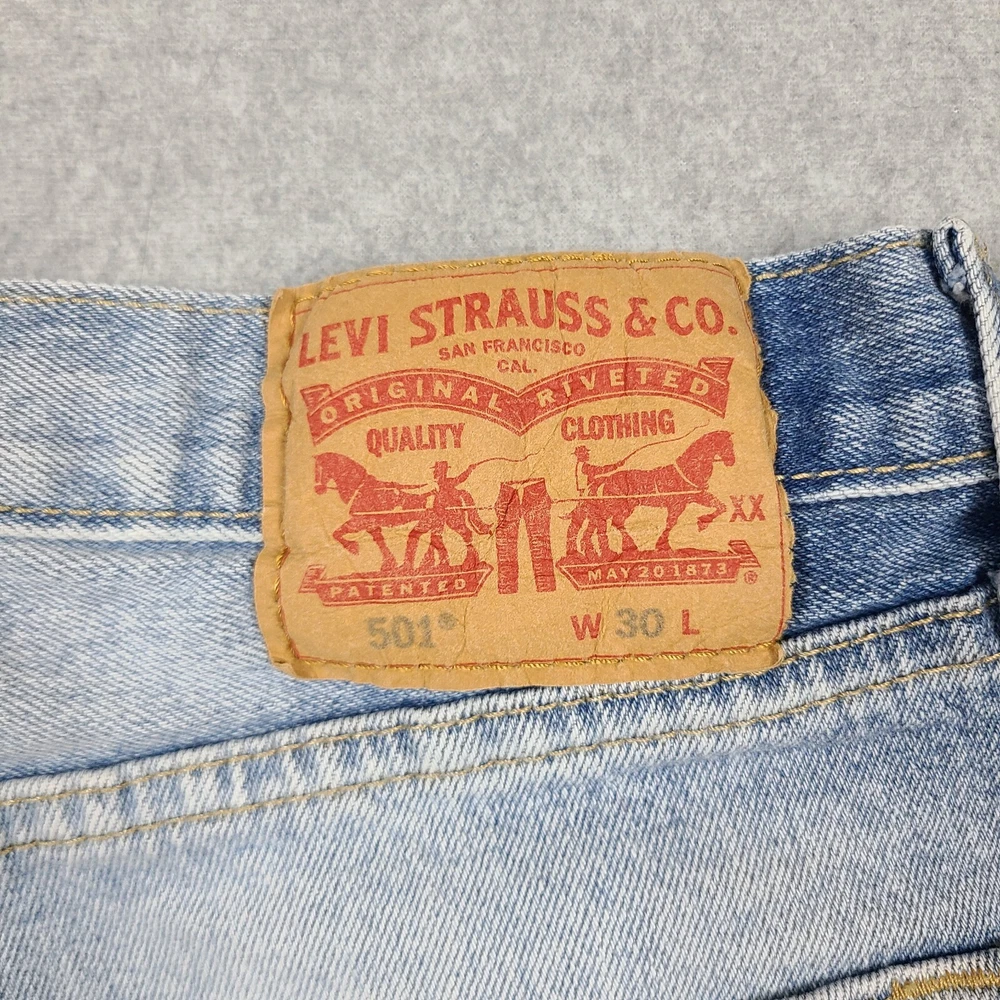 LEVI STRAUSS & CO.
SAN FRANCISCO
CAL.
ORIGINAL RIVETED
QUALITY CLOTHING
XX
PATENTED MAY 20 1873 ®
501® W 30 L